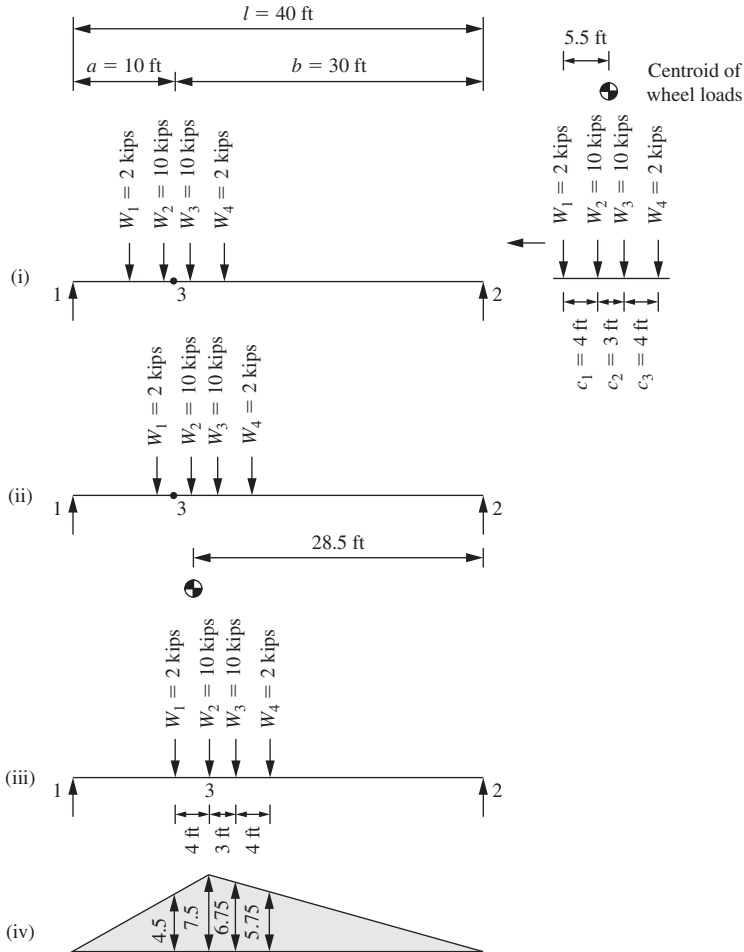 l = 40 ft
a = 10 ft
b = 30 ft
5.5 ft
Centroid of
wheel loads
W1 = 2 kips
W2 = 10 kips
W3 = 10 kips
W4 = 2 kips
W1 = 2 kips
W2 = 10 kips
W3 = 10 kips
W4 = 2 kips
(i)
1
3
2
c1 = 4 ft
c2 = 3 ft
c3 = 4 ft
W1 = 2 kips
W2 = 10 kips
W3 = 10 kips
W4 = 2 kips
(ii)
1
3
2
28.5 ft
W1 = 2 kips
W2 = 10 kips
W3 = 10 kips
W4 = 2 kips
(iii)
1
3
2
4 ft
3 ft
4 ft
(iv)
4.5
7.5
6.75
5.75